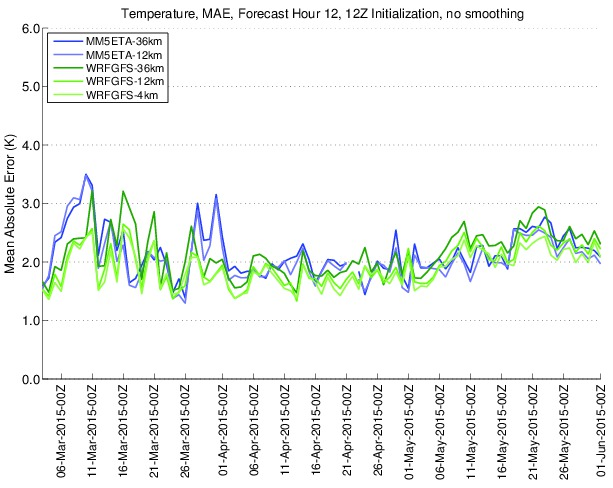 Temperature, MAE, Forecast Hour 12, 12Z Initialization, no smoothing
6.0
5.0
4.0
3.0
2.0
1.0
0.0
Mean Absolute Error (K)
MM5ETA-36km
MM5ETA-12km
WRFGFS-36km
WRFGFS-12km
WRFGFS-4km
06-Mar-2015-00Z
11-Mar-2015-00Z
16-Mar-2015-00Z
21-Mar-2015-00Z
26-Mar-2015-00Z
01-Apr-2015-00Z
06-Apr-2015-00Z
11-Apr-2015-00Z
16-Apr-2015-00Z
21-Apr-2015-00Z
26-Apr-2015-00Z
01-May-2015-00Z
06-May-2015-00Z
11-May-2015-00Z
16-May-2015-00Z
21-May-2015-00Z
26-May-2015-00Z
01-Jun-2015-00Z